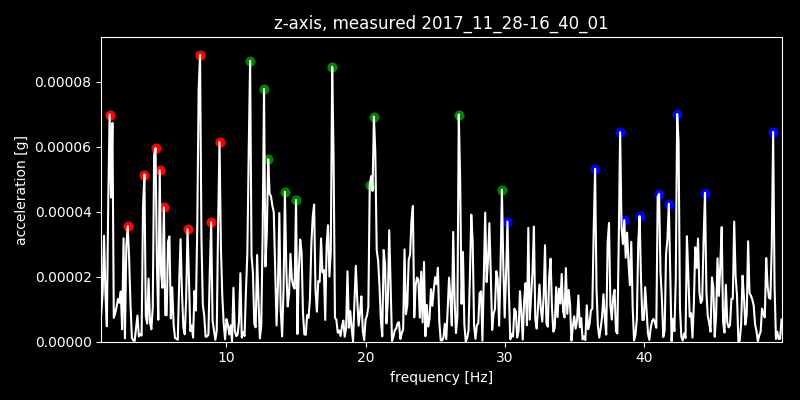 z-axis, measured 2017_11_28-16_40_01
acceleration [g]
0.00008
0.00006
0.00004
0.00002
0.00000
10 20 30 40
frequency [Hz]